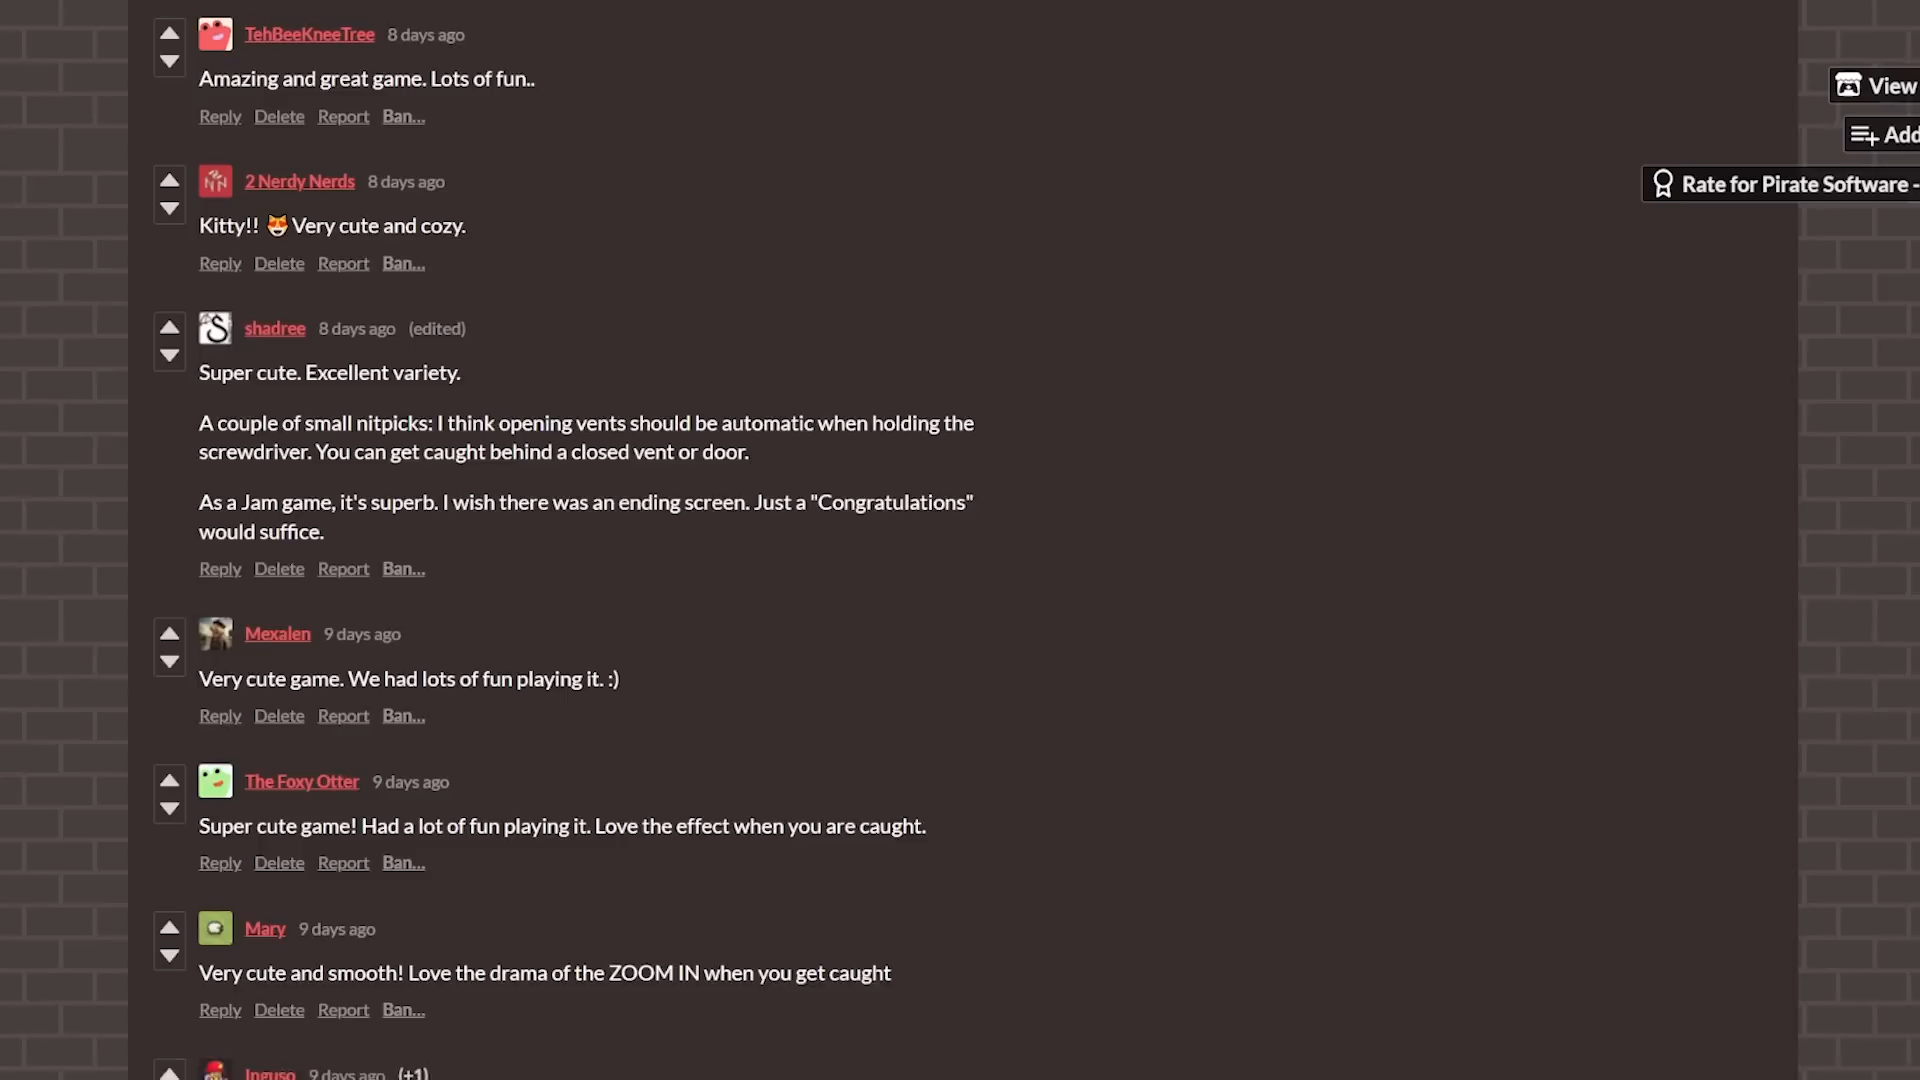 TehBeeKneeTree 8 days ago
Amazing and great game. Lots of fun..
Reply Delete Report Ban...
View
Add
Rate for Pirate Software -
2 Nerdy Nerds 8 days ago
Kitty!! 😻 Very cute and cozy.
Reply Delete Report Ban...
shadree 8 days ago (edited)
Super cute. Excellent variety.
A couple of small nitpicks: I think opening vents should be automatic when holding the
screwdriver. You can get caught behind a closed vent or door.
As a Jam game, it's superb. I wish there was an ending screen. Just a "Congratulations"
would suffice.
Reply Delete Report Ban...
Mexalen 9 days ago
Very cute game. We had lots of fun playing it. :)
Reply Delete Report Ban...
The Foxy Otter 9 days ago
Super cute game! Had a lot of fun playing it. Love the effect when you are caught.
Reply Delete Report Ban...
Mary 9 days ago
Very cute and smooth! Love the drama of the ZOOM IN when you get caught
Reply Delete Report Ban...
Inguso 9 days ago (+1)